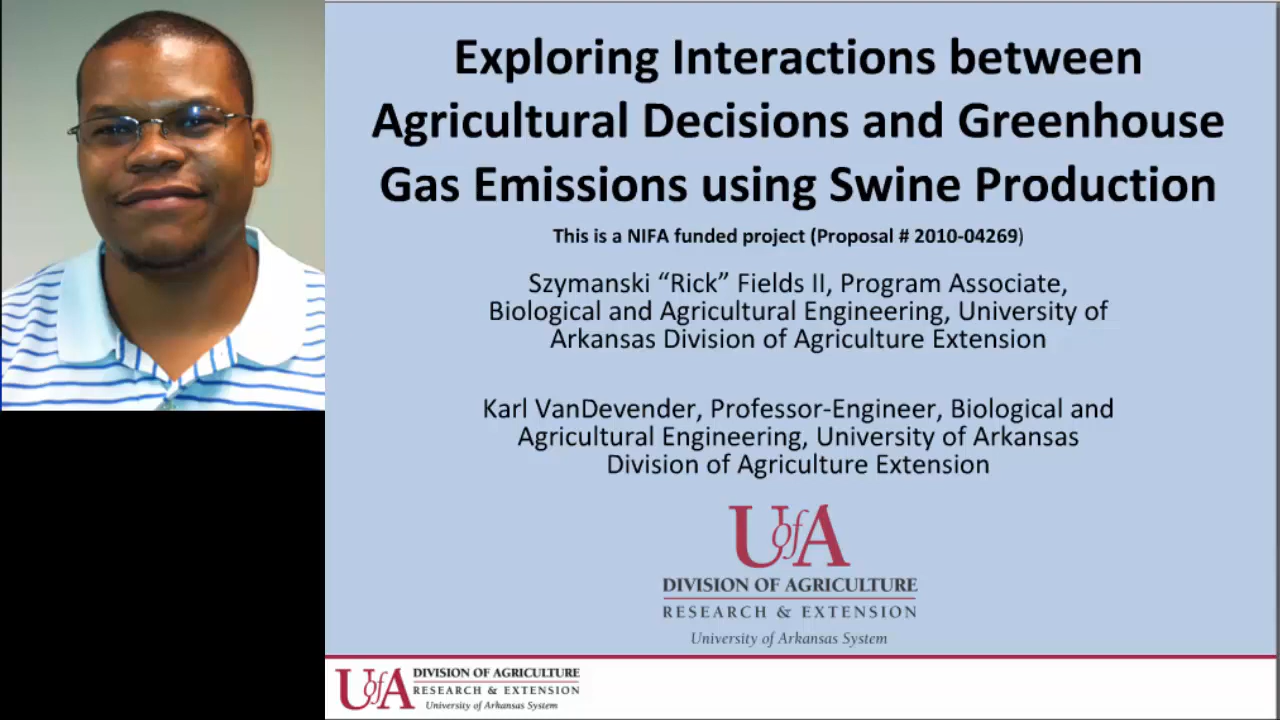 Exploring Interactions between
Agricultural Decisions and Greenhouse
Gas Emissions using Swine Production
This is a NIFA funded project (Proposal # 2010-04269)
Szymanski “Rick” Fields II, Program Associate,
Biological and Agricultural Engineering, University of
Arkansas Division of Agriculture Extension
Karl VanDevender, Professor-Engineer, Biological and
Agricultural Engineering, University of Arkansas
Division of Agriculture Extension
UofA
DIVISION OF AGRICULTURE
RESEARCH & EXTENSION
University of Arkansas System
UofA
DIVISION OF AGRICULTURE
RESEARCH & EXTENSION
University of Arkansas System